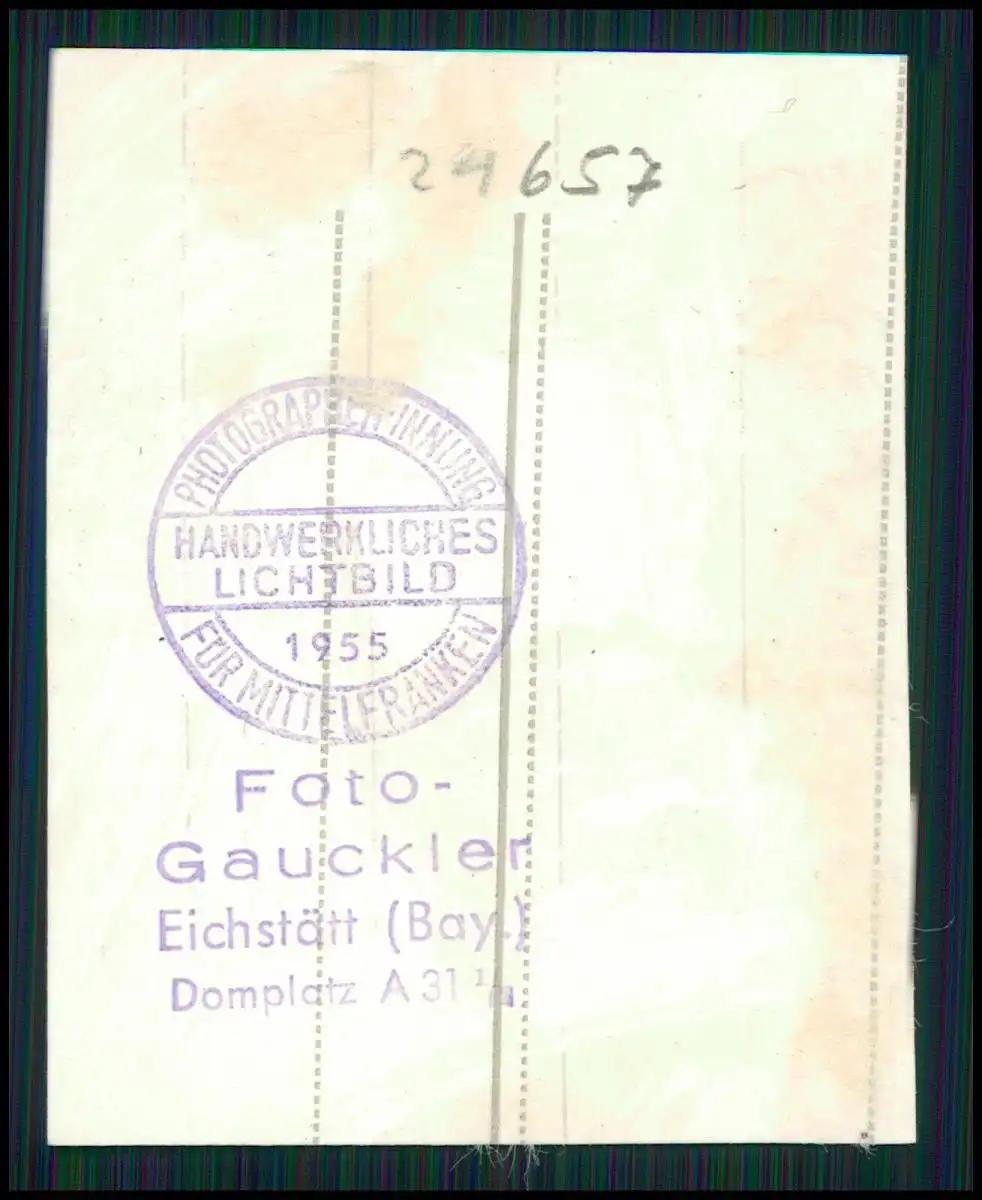 24657
PHOTOGRAPHEN-INNUNG
HANDWERKLICHES
LICHTBILD
1955
FÜR MITTELFRANKEN
Foto-
Gauckler
Eichstätt (Bay.)
Domplatz A 31